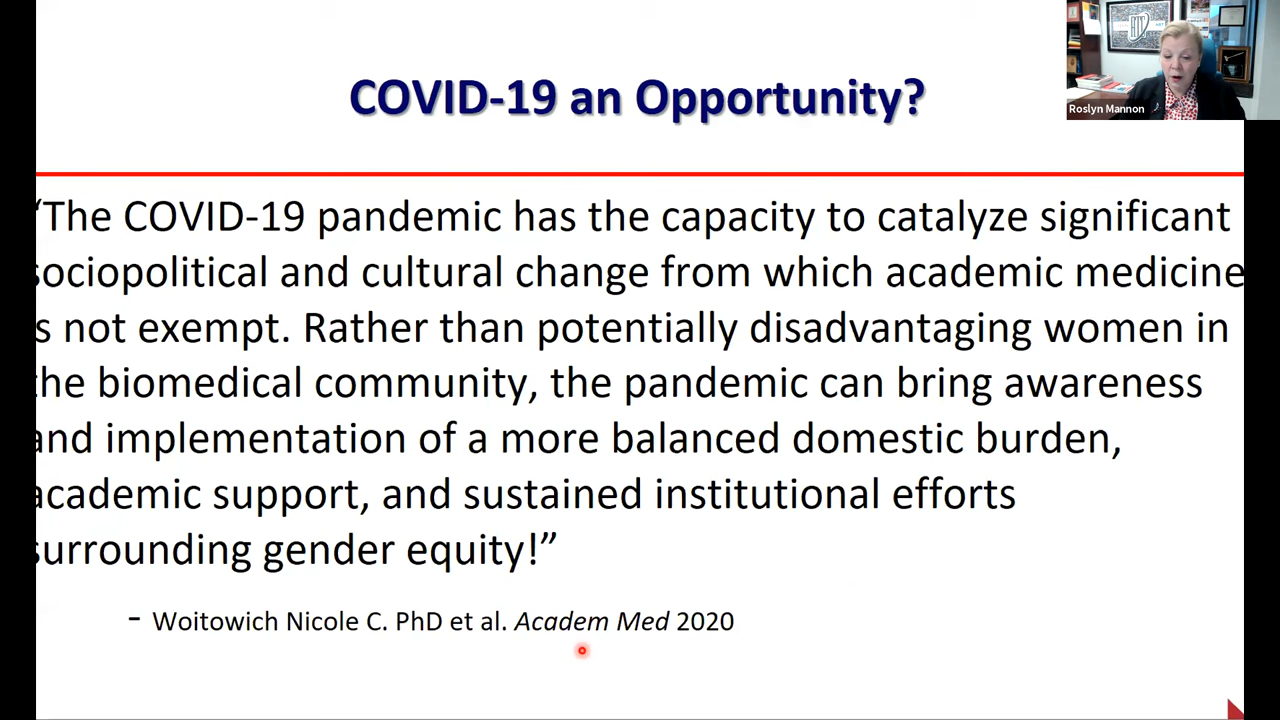 COVID-19 an Opportunity?
Roslyn Mannon
“The COVID-19 pandemic has the capacity to catalyze significant
sociopolitical and cultural change from which academic medicine
is not exempt. Rather than potentially disadvantaging women in
the biomedical community, the pandemic can bring awareness
and implementation of a more balanced domestic burden,
academic support, and sustained institutional efforts
surrounding gender equity!”
- Woitowich Nicole C. PhD et al. Academ Med 2020